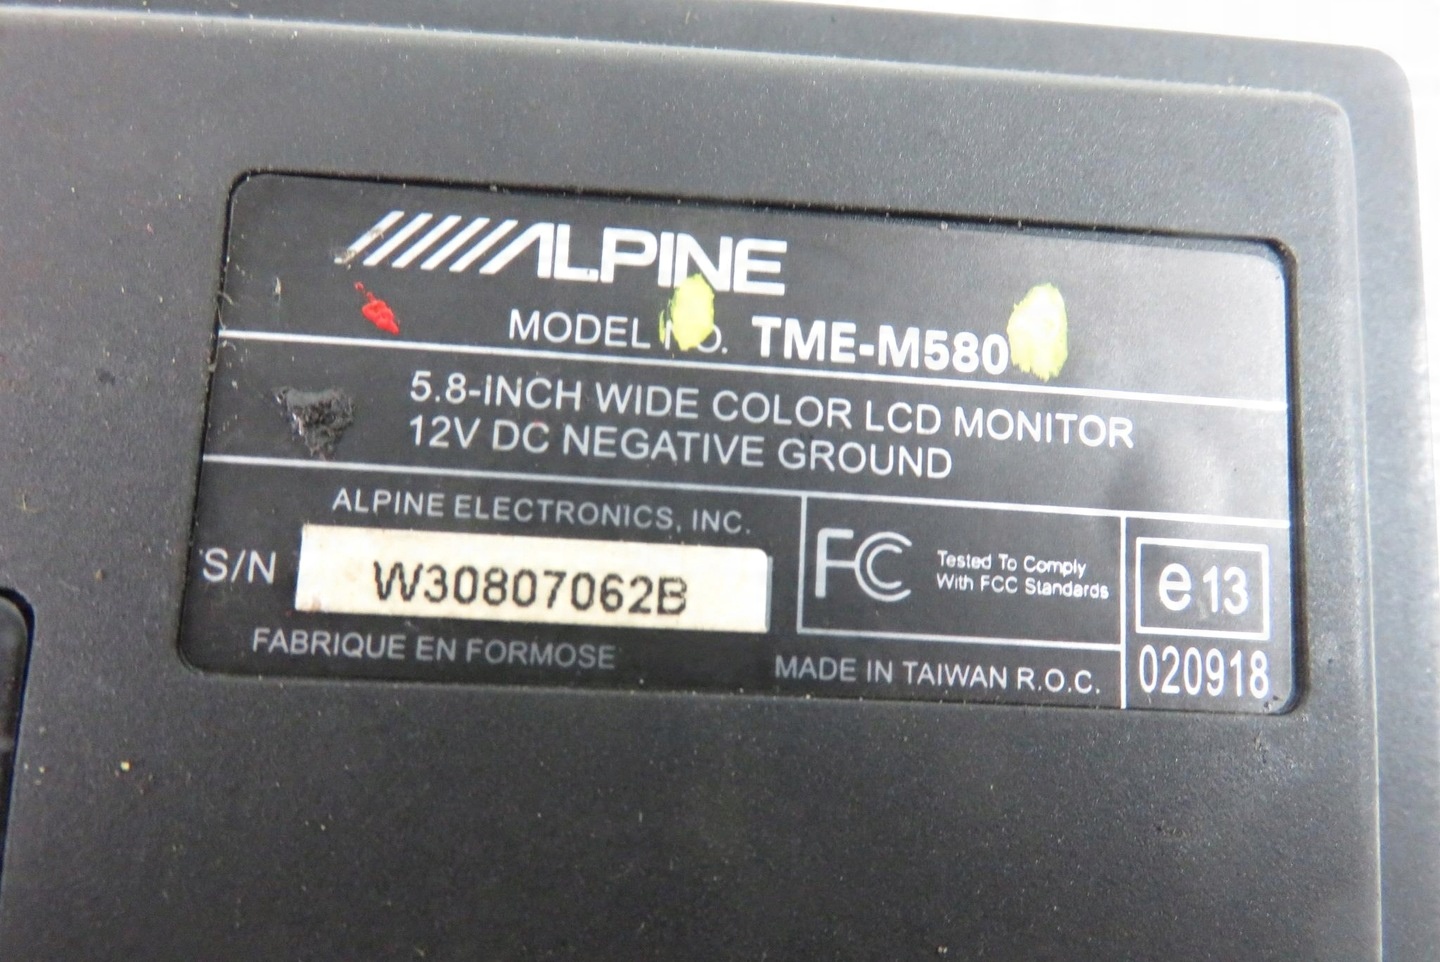 ALPINE
MODEL NO. TME-M580
5.8-INCH WIDE COLOR LCD MONITOR
12V DC NEGATIVE GROUND
ALPINE ELECTRONICS, INC.
S/N W30807062B
FABRIQUE EN FORMOSE
FC Tested To Comply
With FCC Standards
MADE IN TAIWAN R.O.C.
e13
020918